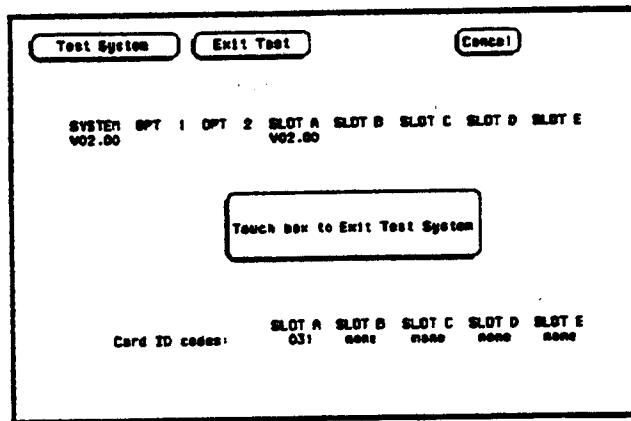 Test System Exit Test Cancel
SYSTEM OPT 1 OPT 2 SLOT A SLOT B SLOT C SLOT D SLOT E
V02.00 V02.00
Touch box to Exit Test System
SLOT A SLOT B SLOT C SLOT D SLOT E
Card ID codes: 031 none none none none